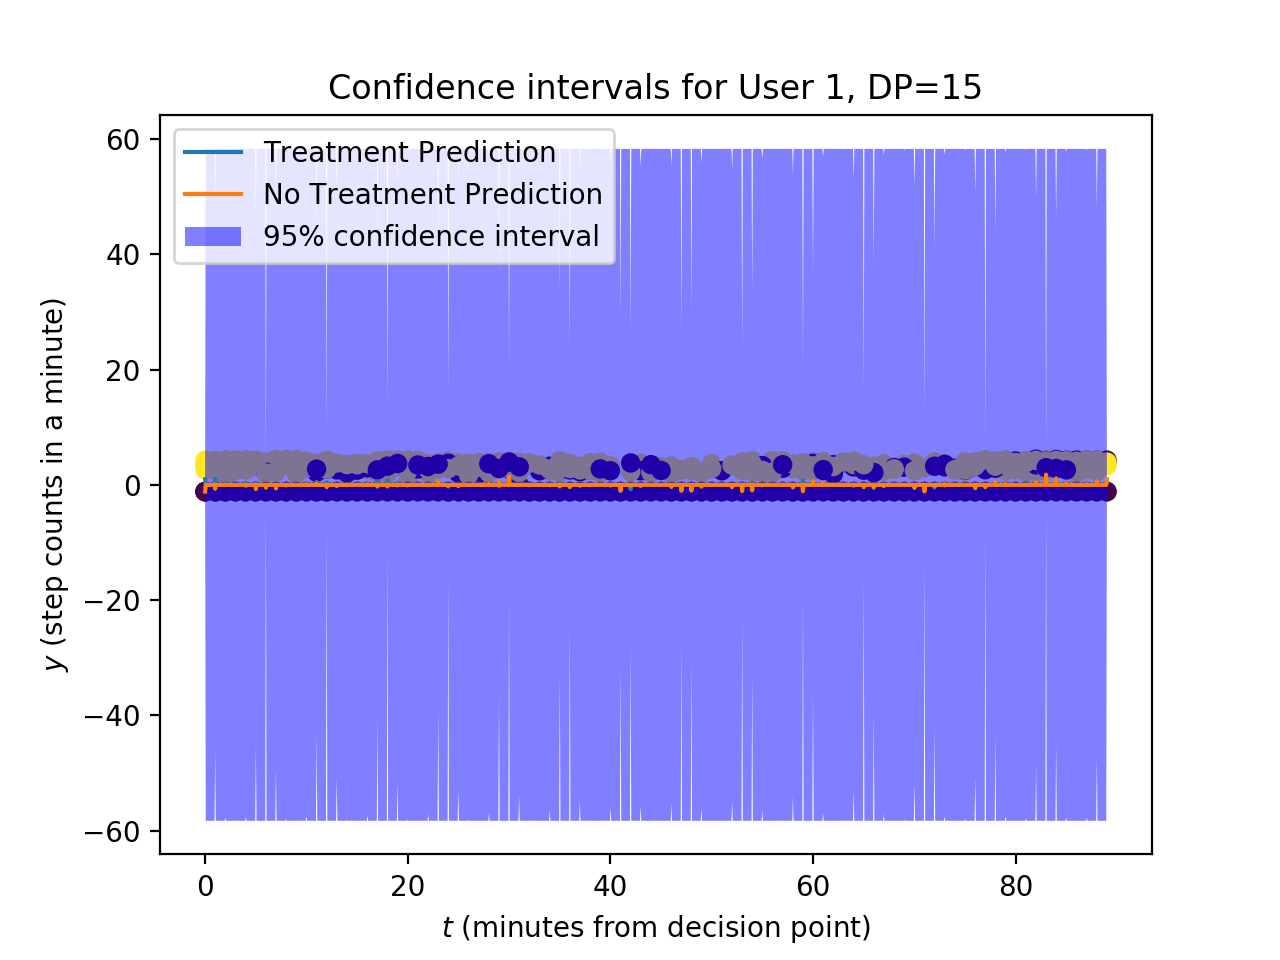 Confidence intervals for User 1, DP=15
Treatment Prediction
No Treatment Prediction
95% confidence interval
y (step counts in a minute)
60
40
20
0
−20
−40
−60
0 20 40 60 80
t (minutes from decision point)